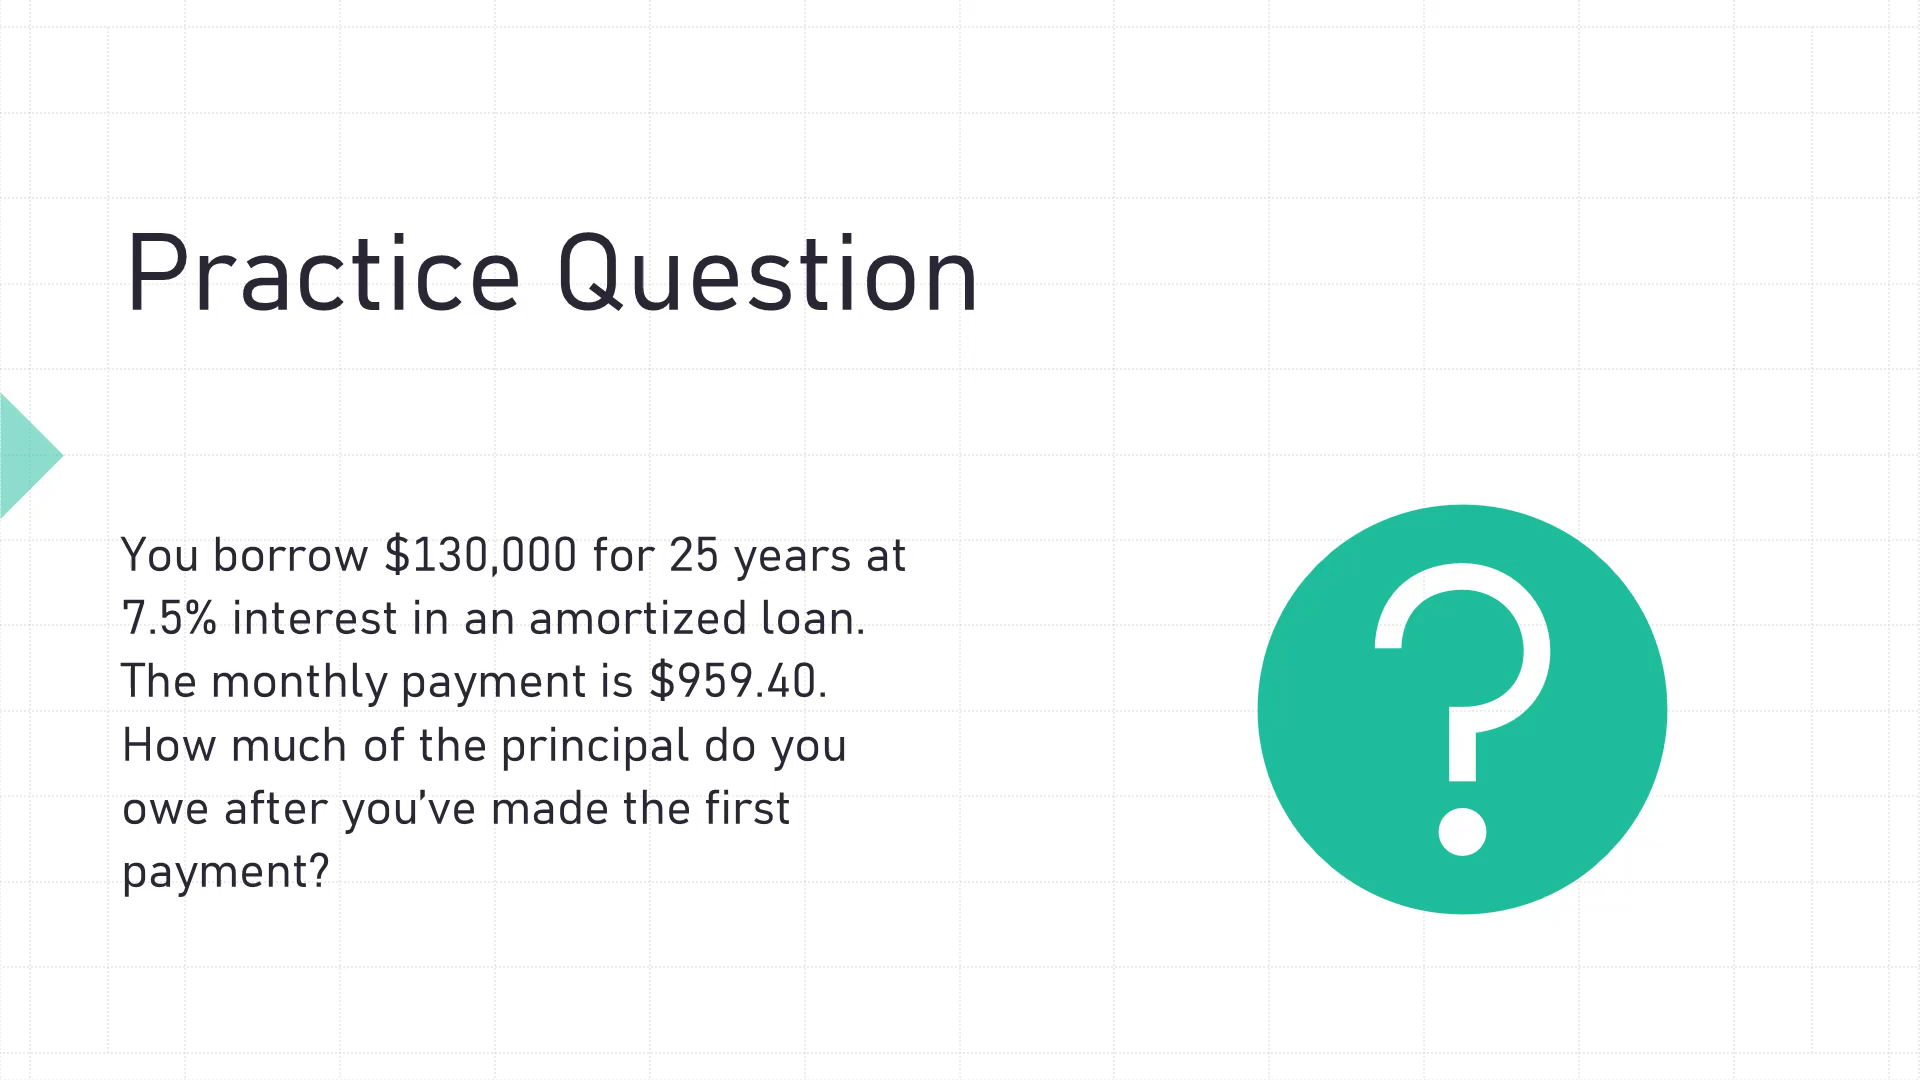 Practice Question
You borrow $130,000 for 25 years at
7.5% interest in an amortized loan.
The monthly payment is $959.40.
How much of the principal do you
owe after you’ve made the first
payment?